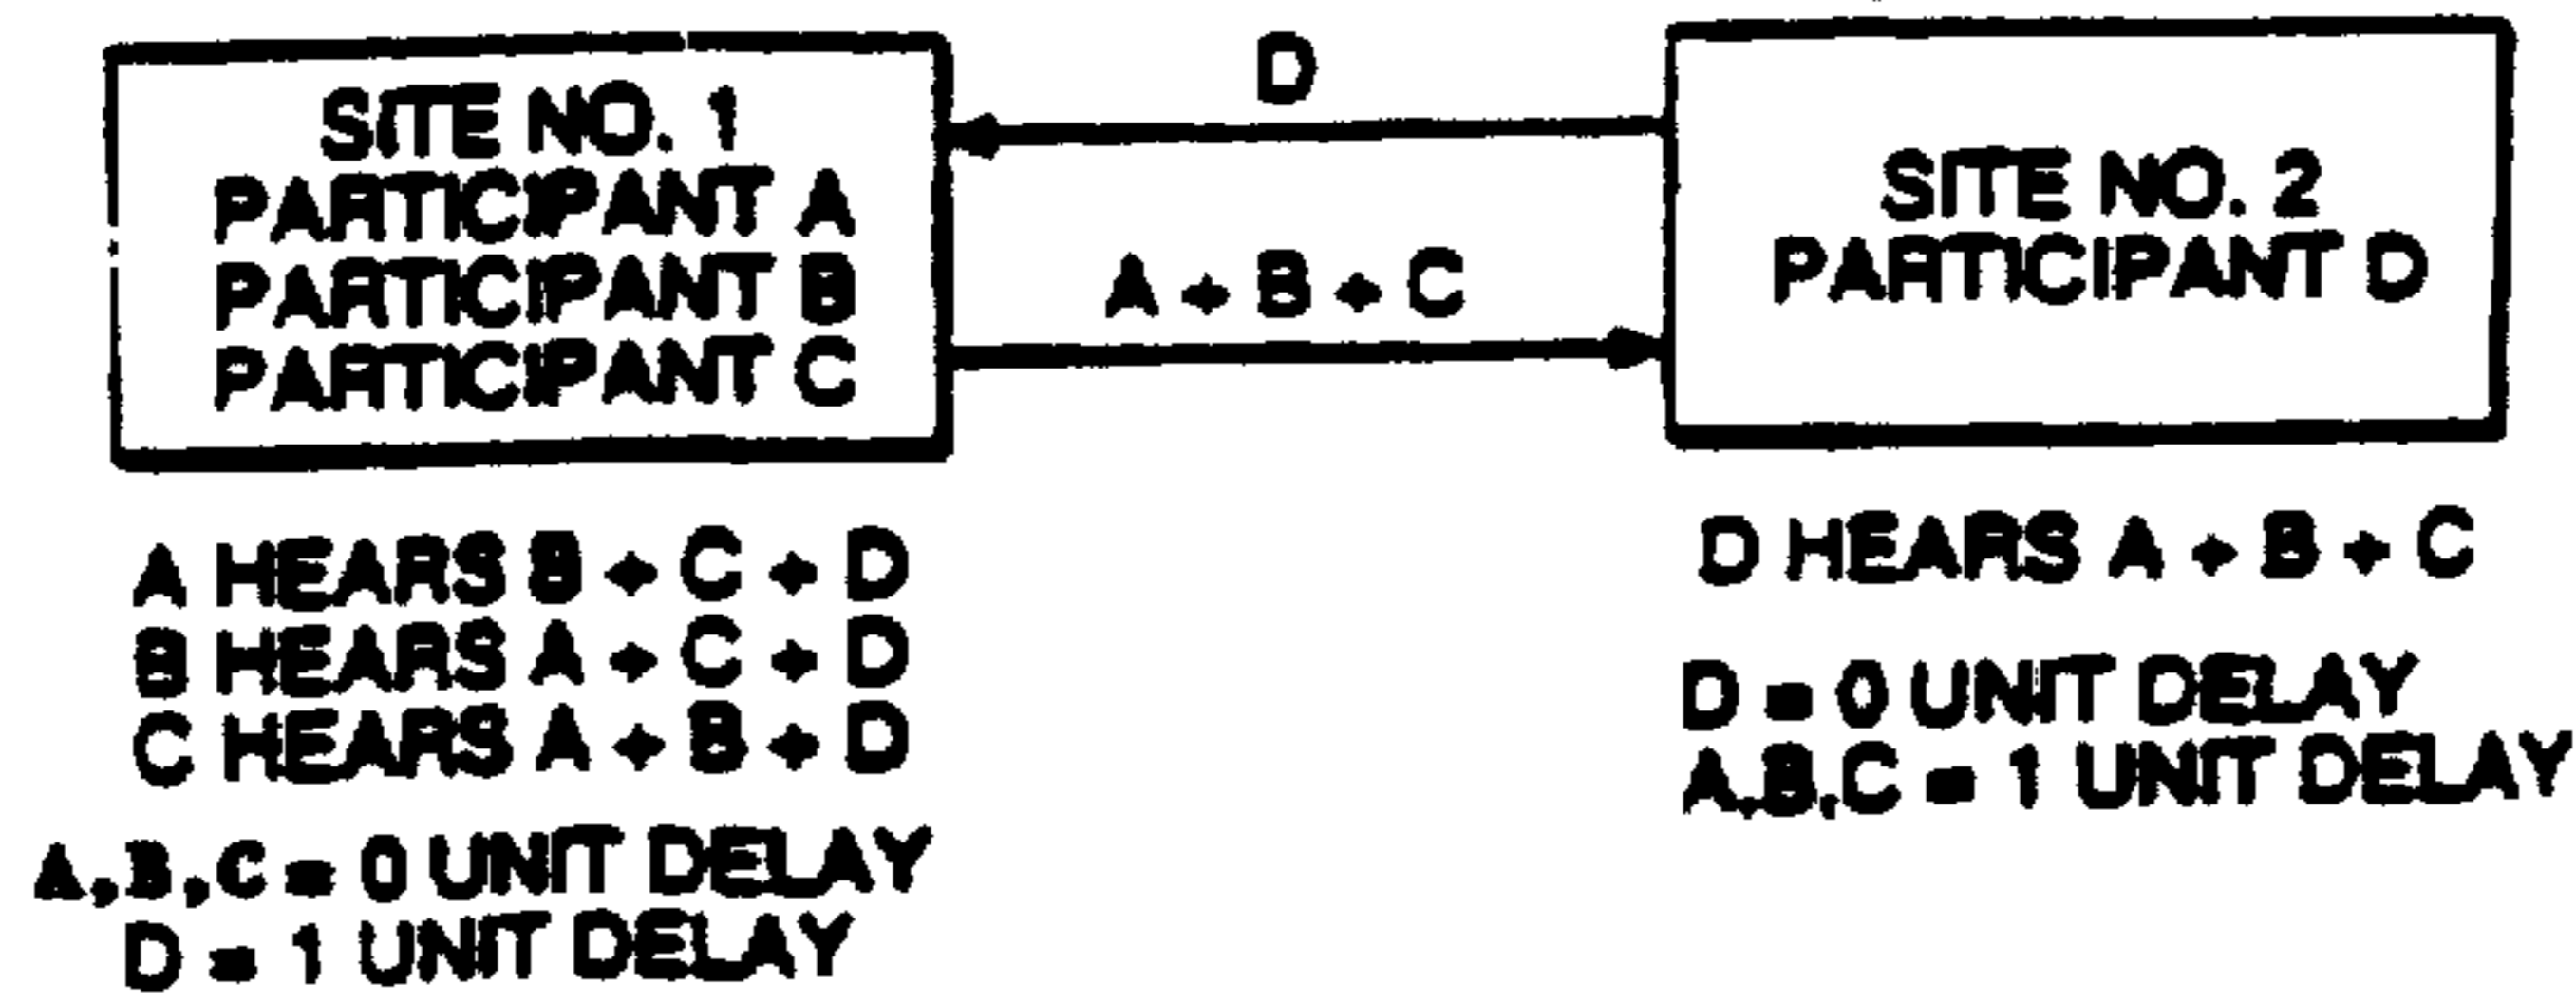 SITE NO. 1
PARTICIPANT A
PARTICIPANT B
PARTICIPANT C
D
A + B + C
SITE NO. 2
PARTICIPANT D
A HEARS B + C + D
B HEARS A + C + D
C HEARS A + B + D
A,B,C = 0 UNIT DELAY
D = 1 UNIT DELAY
D HEARS A + B + C
D = 0 UNIT DELAY
A,B,C = 1 UNIT DELAY